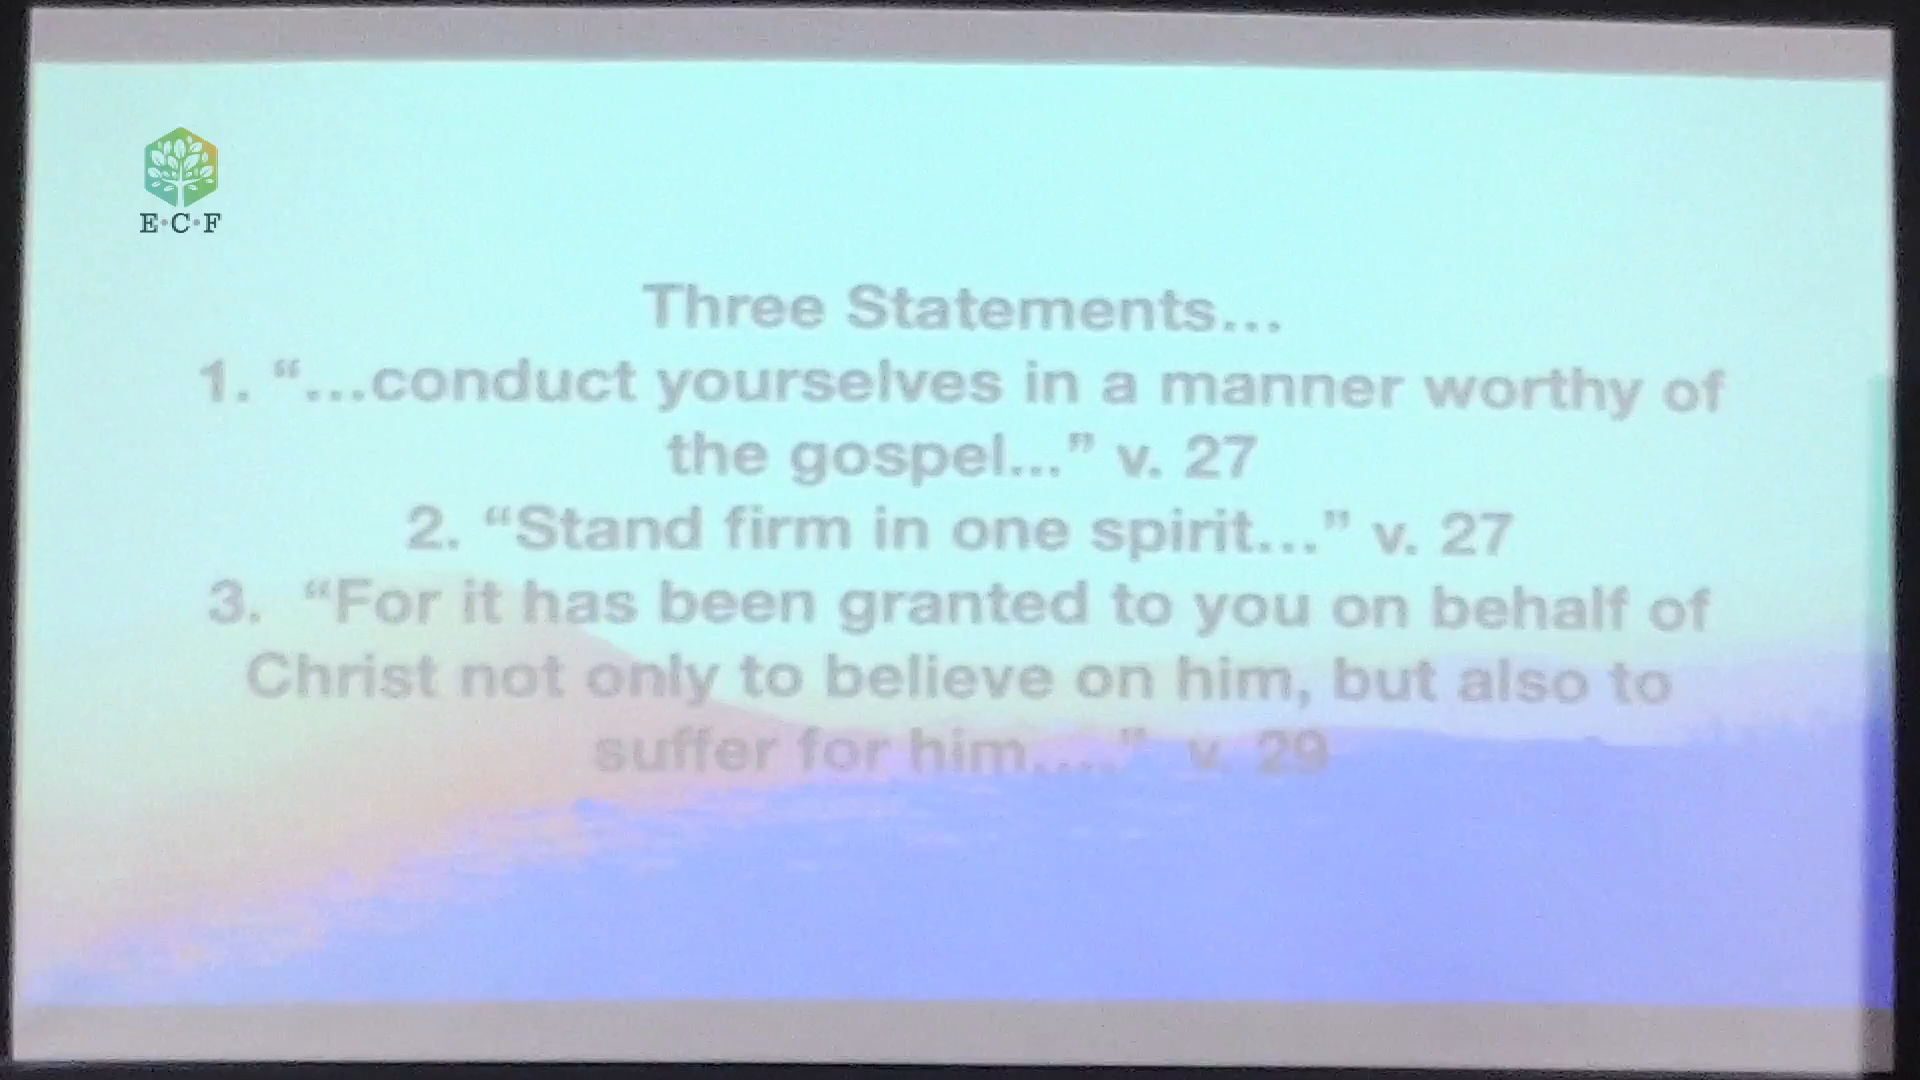 E·C·F
Three Statements...
1. “...conduct yourselves in a manner worthy of
the gospel...” v. 27
2. “Stand firm in one spirit...” v. 27
3. “For it has been granted to you on behalf of
Christ not only to believe on him, but also to
suffer for him....” v. 29